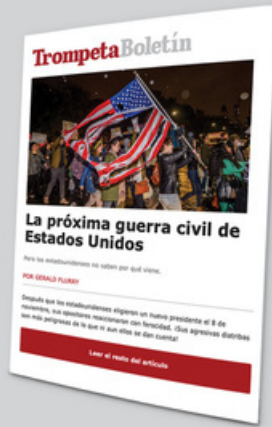 Trompeta Boletín
La próxima guerra civil de
Estados Unidos
Pero los estadounidenses no saben por qué viene.
POR GERALD FLURRY
Después que los estadounidenses eligieron un nuevo presidente el 8 de
noviembre, sus opositores reaccionaron con ferocidad. ¡Sus agresivas diatribas
son más peligrosas de lo que ni aun ellos se dan cuenta!
Leer el resto del artículo